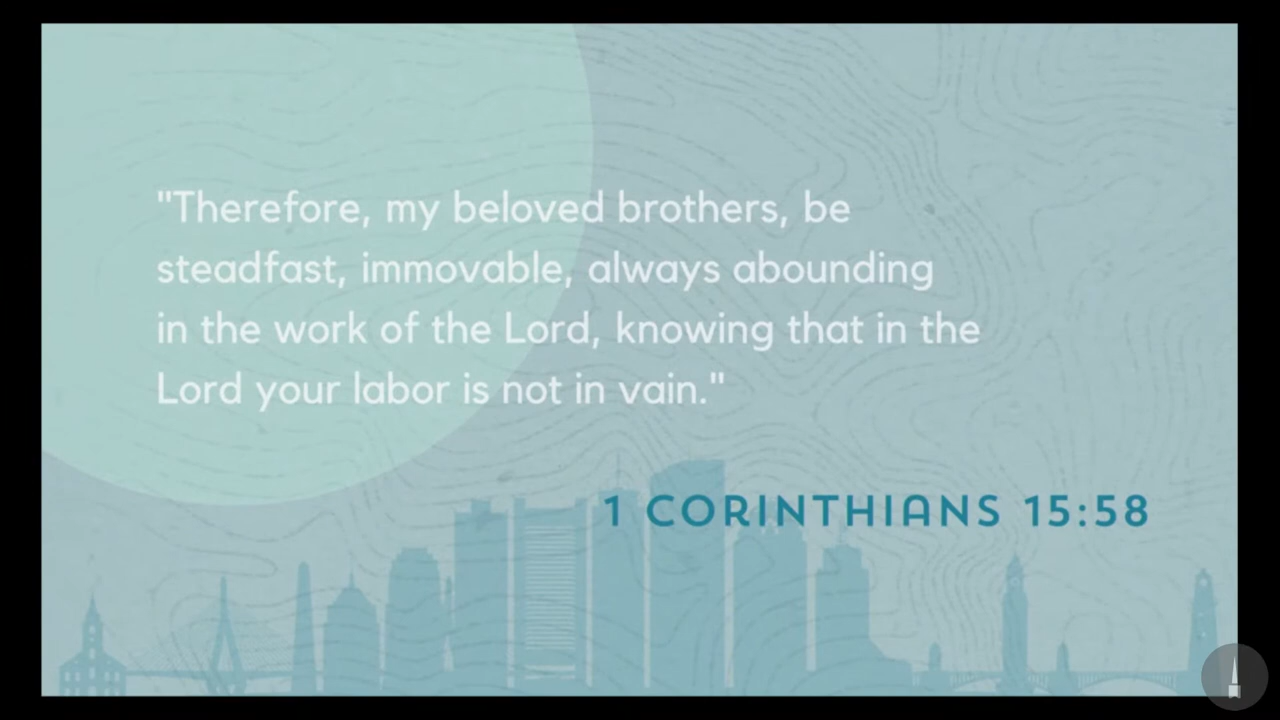 "Therefore, my beloved brothers, be
steadfast, immovable, always abounding
in the work of the Lord, knowing that in the
Lord your labor is not in vain."
1 CORINTHIANS 15:58